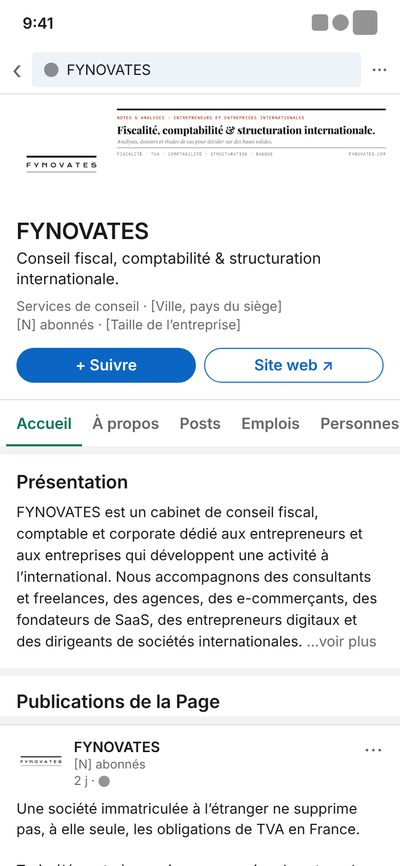 9:41
FYNOVATES
NOTES & ANALYSES · ENTREPRENEURS ET ENTREPRISES INTERNATIONALES
Fiscalité, comptabilité & structuration internationale.
Analyses, dossiers et études de cas pour décider sur des bases solides.
FISCALITÉ · TVA · COMPTABILITÉ · STRUCTURATION · BANQUE
FYNOVATES.COM
FYNOVATES
FYNOVATES
Conseil fiscal, comptabilité & structuration
internationale.
Services de conseil · [Ville, pays du siège]
[N] abonnés · [Taille de l’entreprise]
+ Suivre
Site web ↗
Accueil À propos Posts Emplois Personnes
Présentation
FYNOVATES est un cabinet de conseil fiscal,
comptable et corporate dédié aux entrepreneurs et
aux entreprises qui développent une activité à
l’international. Nous accompagnons des consultants
et freelances, des agences, des e-commerçants, des
fondateurs de SaaS, des entrepreneurs digitaux et
des dirigeants de sociétés internationales. ...voir plus
Publications de la Page
FYNOVATES
FYNOVATES
[N] abonnés
2 j ·
Une société immatriculée à l’étranger ne supprime
pas, à elle seule, les obligations de TVA en France.